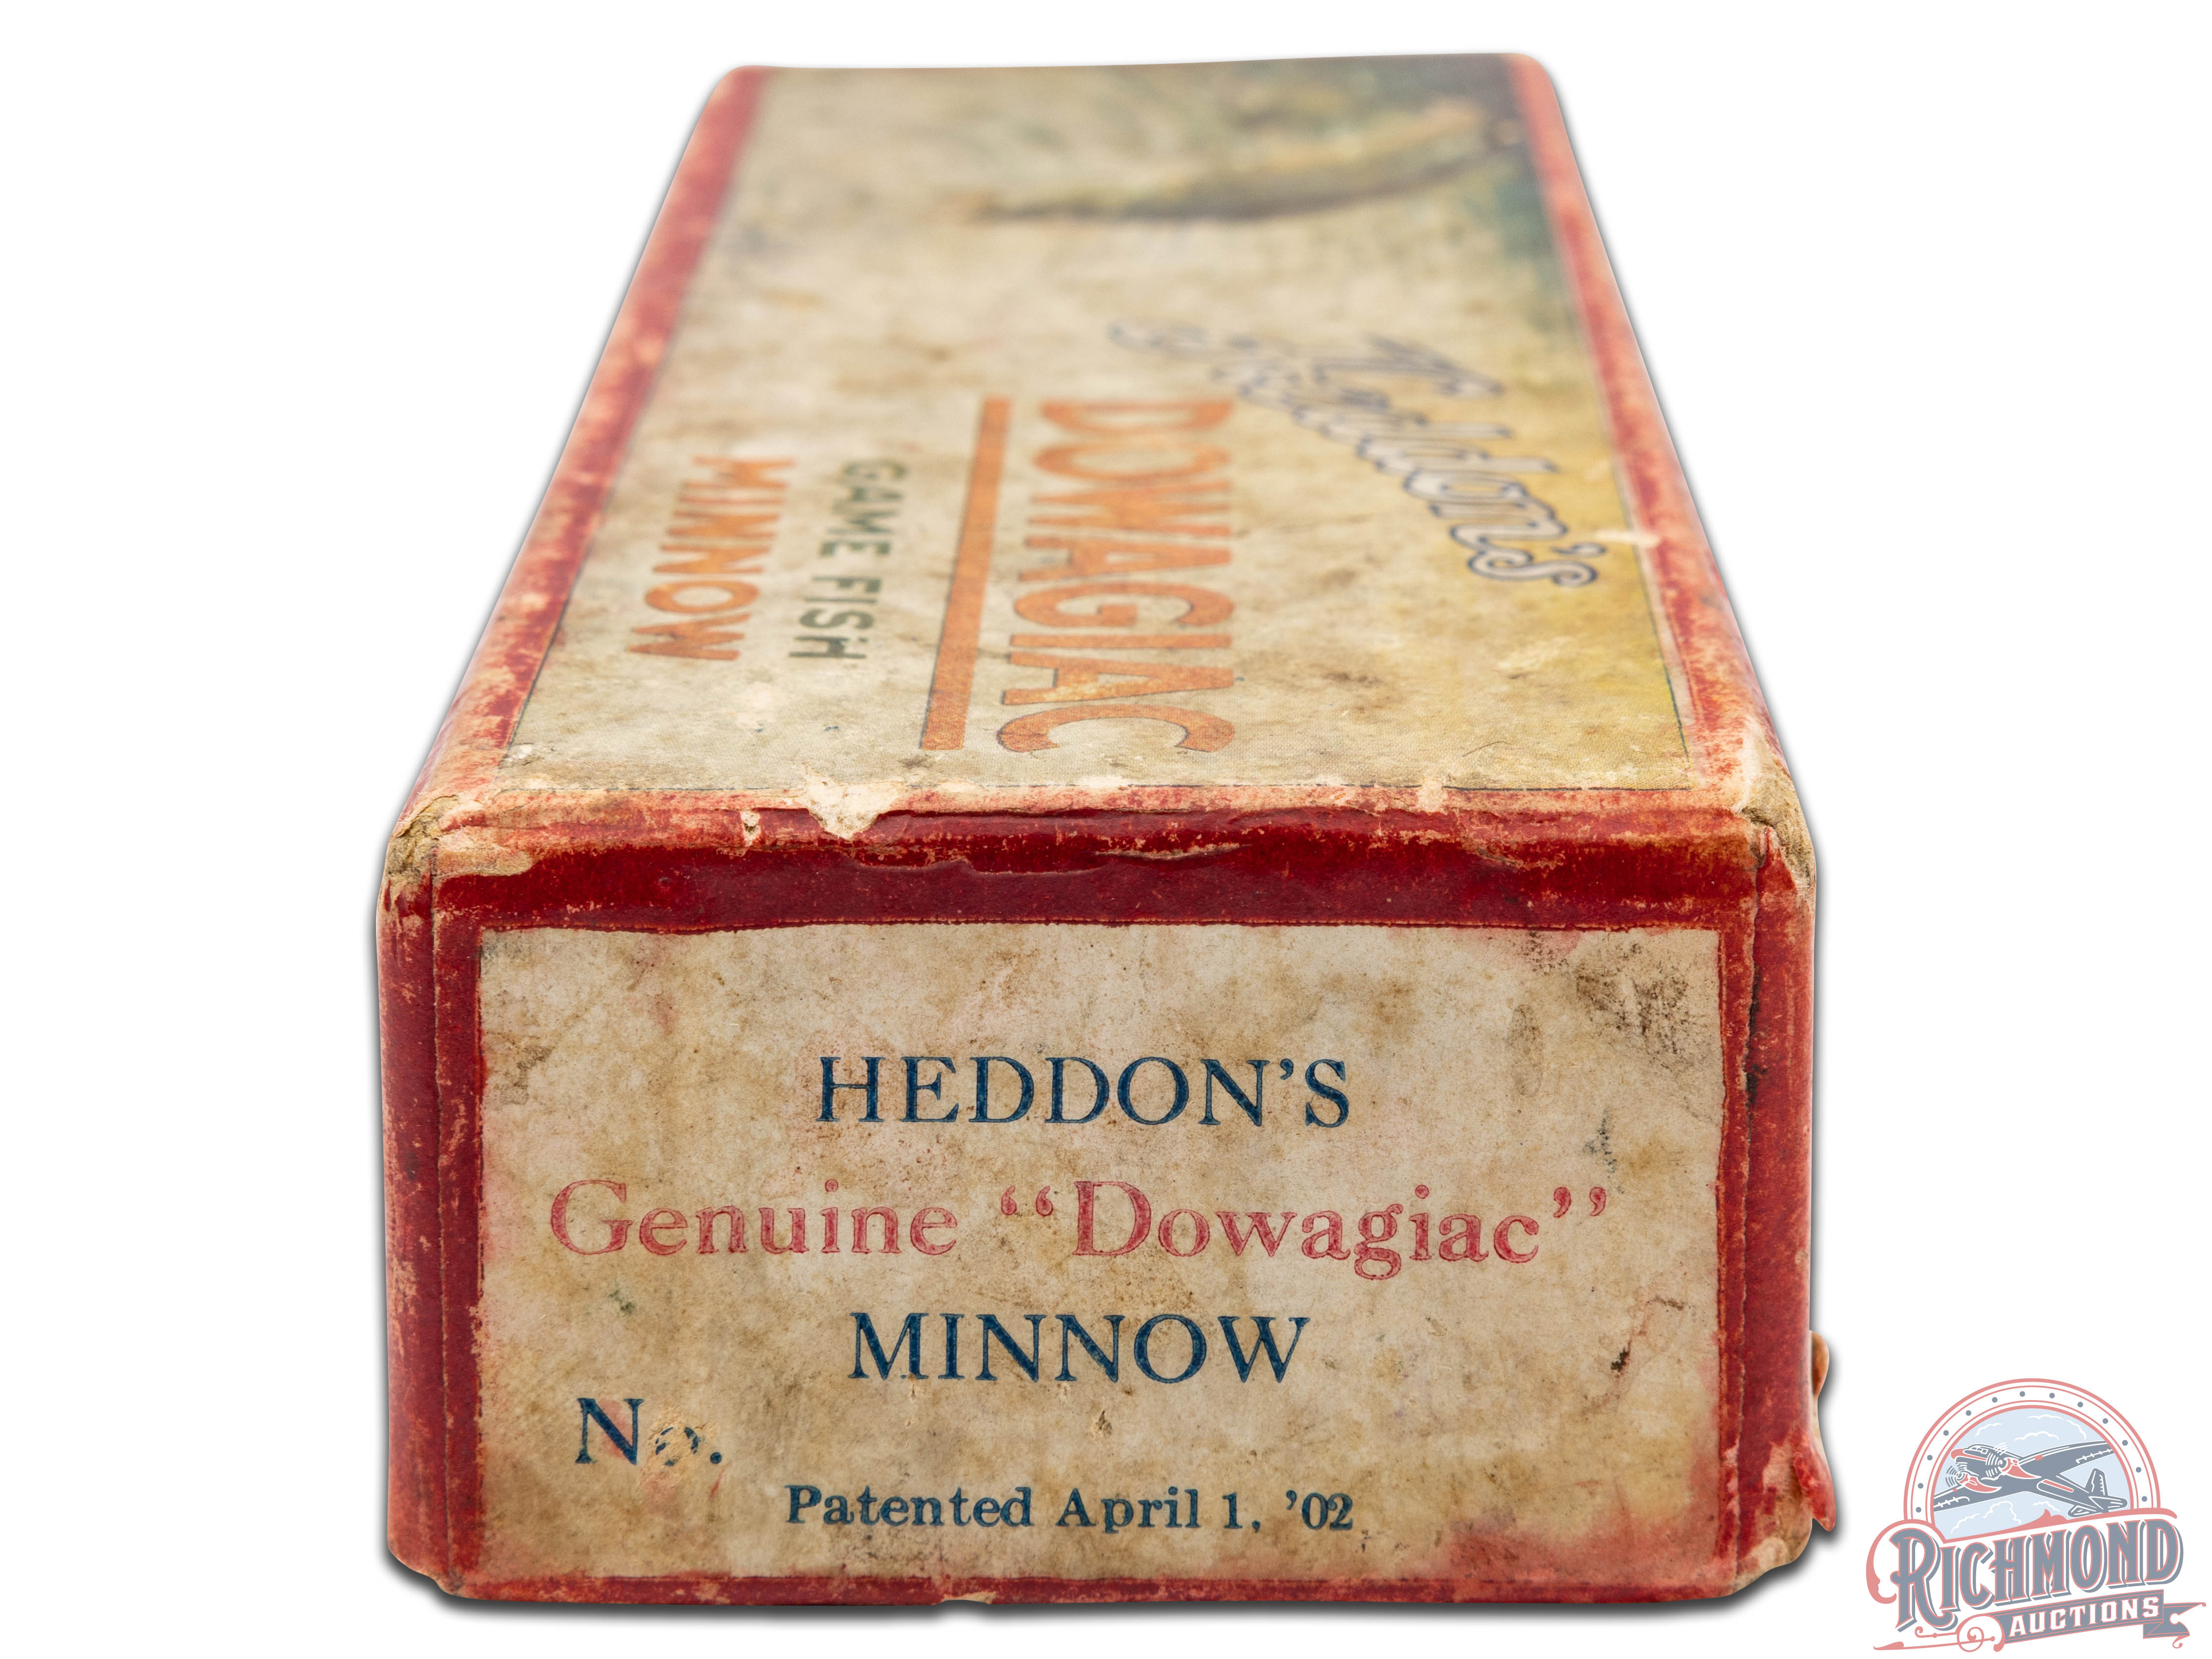 Heddon's
DOWAGIAC
GAME FISH
MINNOW
HEDDON'S
Genuine “Dowagiac”
MINNOW
No.
Patented April 1, '02
RICHMOND
AUCTIONS